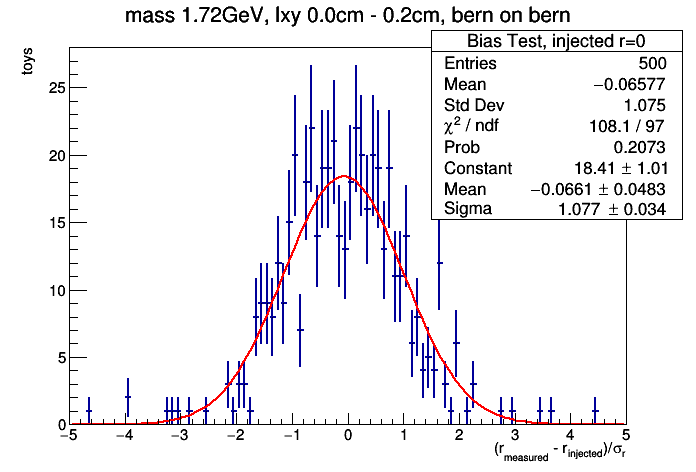 mass 1.72GeV, lxy 0.0cm - 0.2cm, bern on bern
toys
Bias Test, injected r=0
Entries 500
Mean −0.06577
Std Dev 1.075
χ² / ndf 108.1 / 97
Prob 0.2073
Constant 18.41 ± 1.01
Mean −0.0661 ± 0.0483
Sigma 1.077 ± 0.034
25
20
15
10
5
0
−5 −4 −3 −2 −1 0 1 2 3 4 5
(r_measured - r_injected)/σ_r